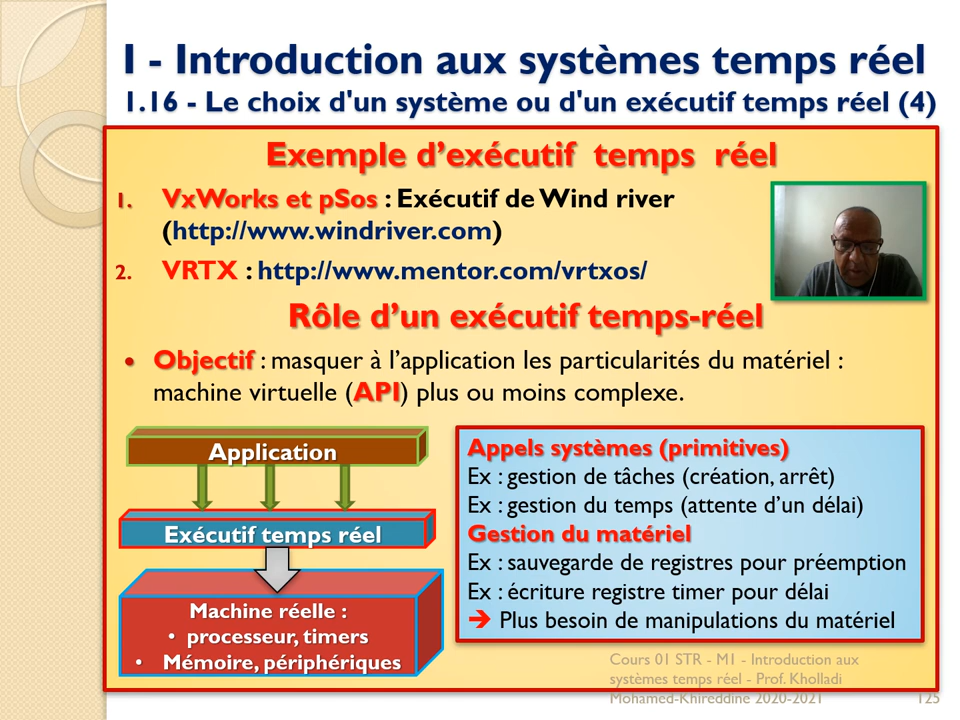 I - Introduction aux systèmes temps réel
1.16 - Le choix d'un système ou d'un exécutif temps réel (4)
Exemple d'exécutif temps réel
1. VxWorks et pSos : Exécutif de Wind river
(http://www.windriver.com)
2. VRTX : http://www.mentor.com/vrtxos/
Rôle d'un exécutif temps-réel
• Objectif : masquer à l'application les particularités du matériel :
machine virtuelle (API) plus ou moins complexe.
Application
Exécutif temps réel
Machine réelle :
• processeur, timers
• Mémoire, périphériques
Appels systèmes (primitives)
Ex : gestion de tâches (création, arrêt)
Ex : gestion du temps (attente d'un délai)
Gestion du matériel
Ex : sauvegarde de registres pour préemption
Ex : écriture registre timer pour délai
➔ Plus besoin de manipulations du matériel
Cours 01 STR - M1 - Introduction aux
systèmes temps réel - Prof. Kholladi
Mohamed-Khireddine 2020-2021
125